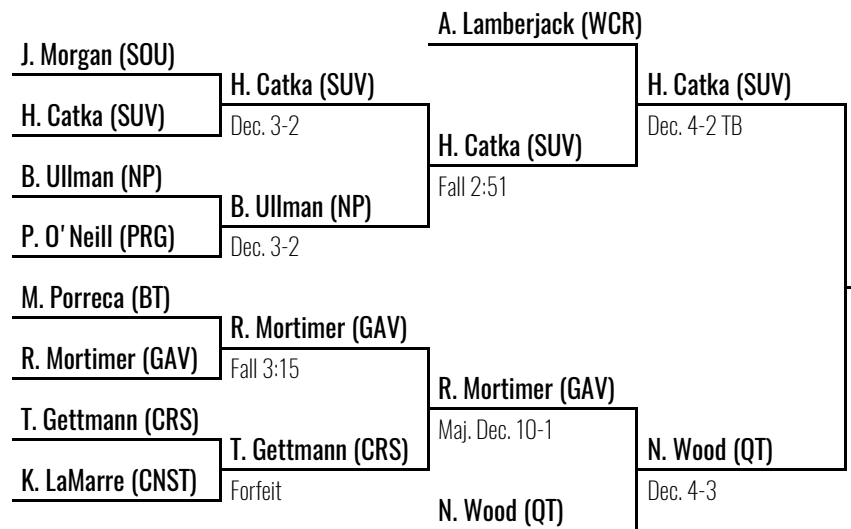 A. Lamberjack (WCR)
J. Morgan (SOU)
H. Catka (SUV)
H. Catka (SUV)
Dec. 3-2
H. Catka (SUV)
Dec. 4-2 TB
H. Catka (SUV)
Fall 2:51
B. Ullman (NP)
B. Ullman (NP)
Dec. 3-2
P. O'Neill (PRG)
M. Porreca (BT)
R. Mortimer (GAV)
Fall 3:15
R. Mortimer (GAV)
R. Mortimer (GAV)
Maj. Dec. 10-1
T. Gettmann (CRS)
T. Gettmann (CRS)
Forfeit
K. LaMarre (CNST)
N. Wood (QT)
Dec. 4-3
N. Wood (QT)